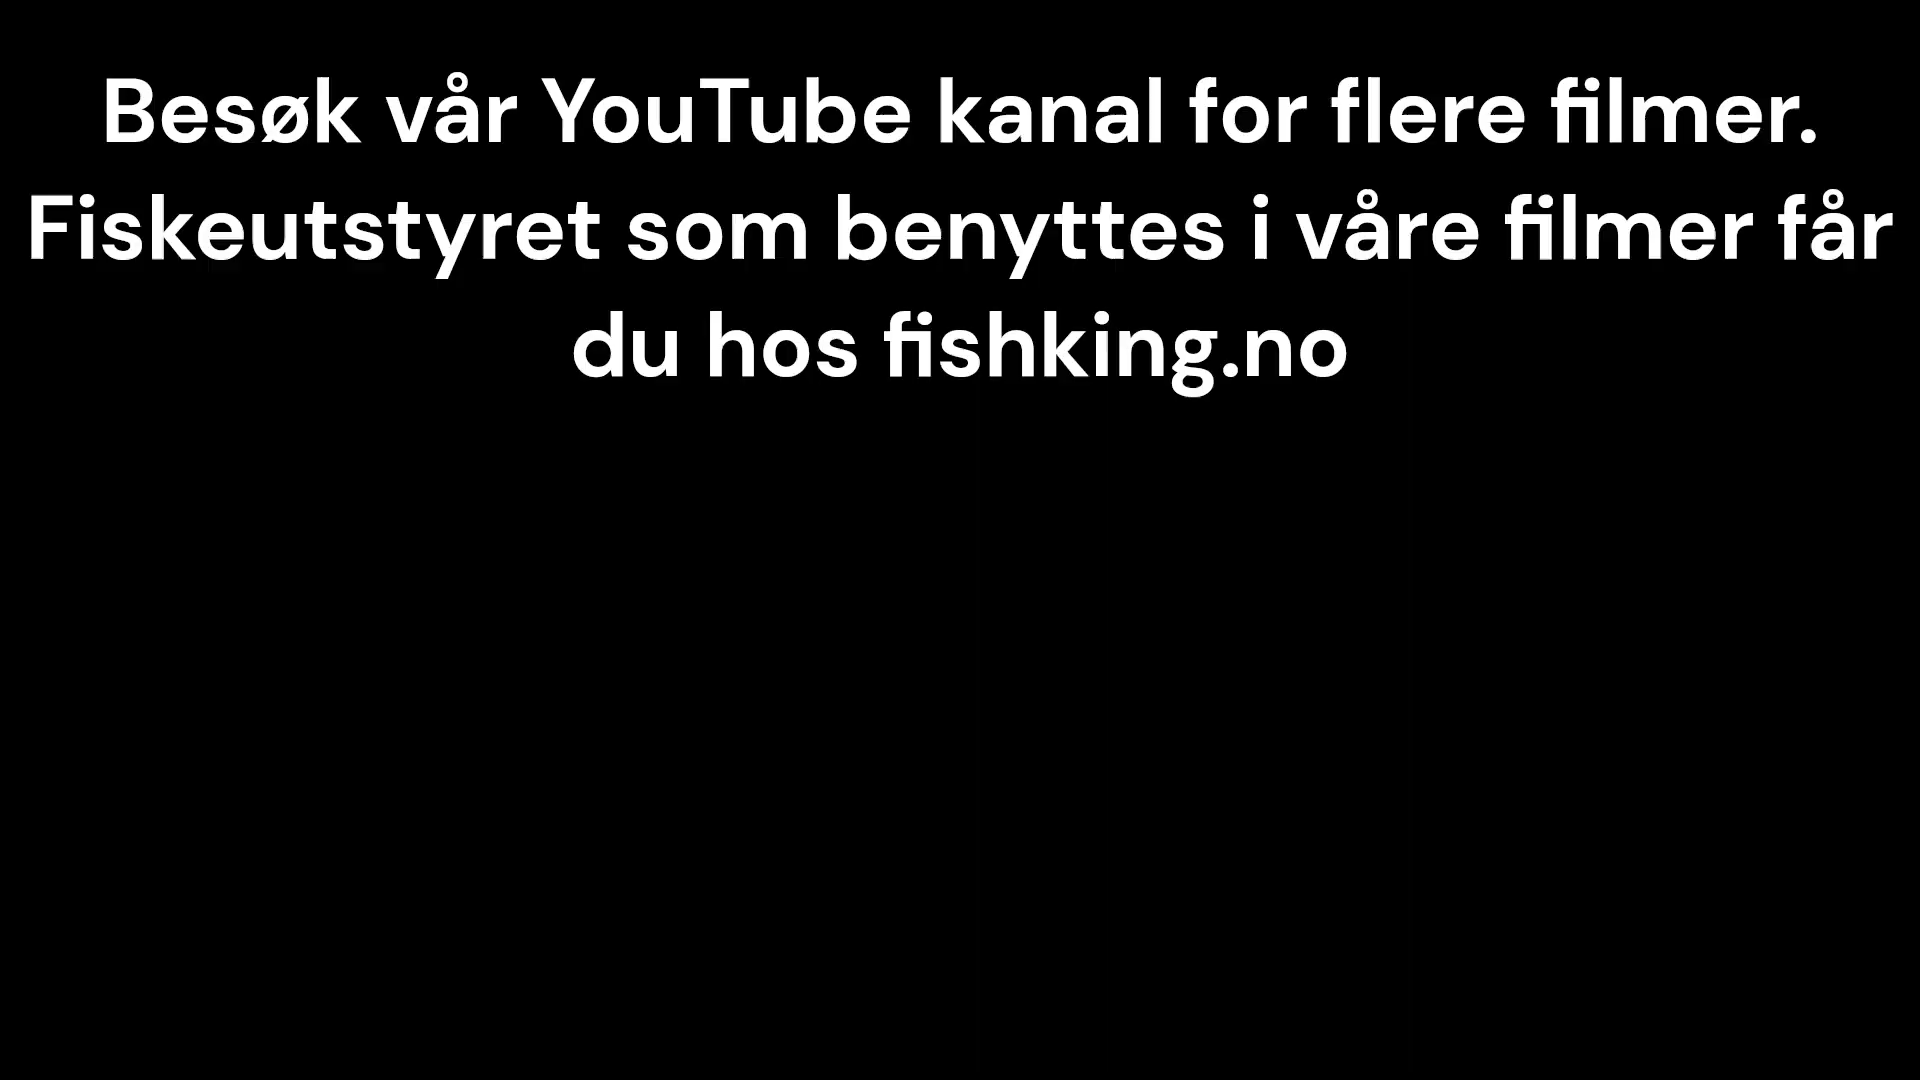 Besøk vår YouTube kanal for flere filmer.
Fiskeutstyret som benyttes i våre filmer får
du hos fishking.no